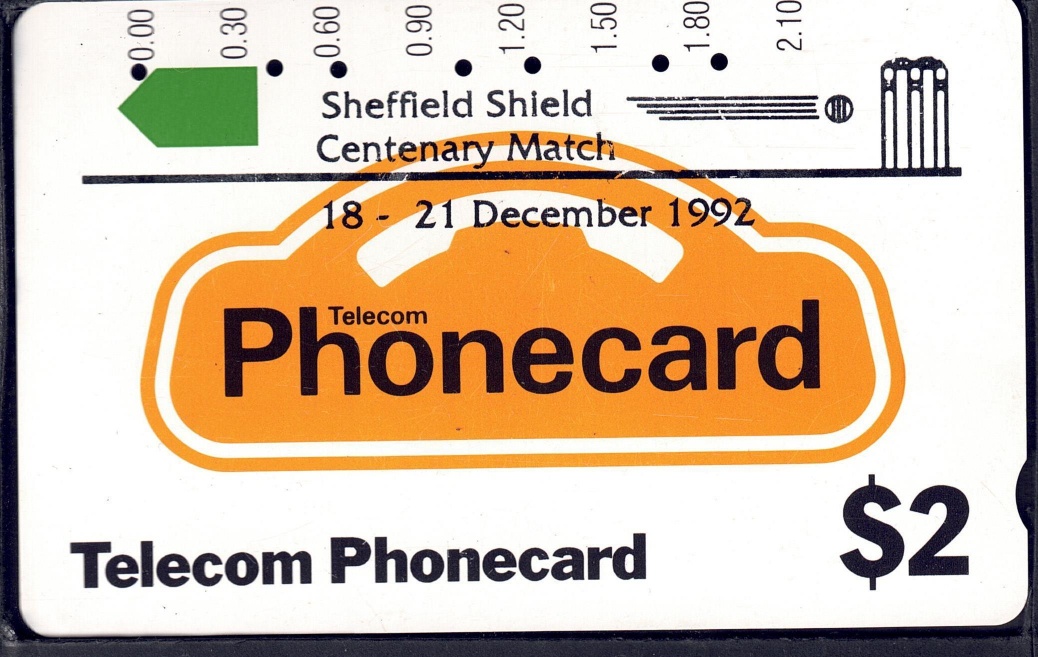 0.00 0.30 0.60 0.90 1.20 1.50 1.80 2.10
Sheffield Shield
Centenary Match
18 - 21 December 1992
Telecom
Phonecard
Telecom Phonecard
$2